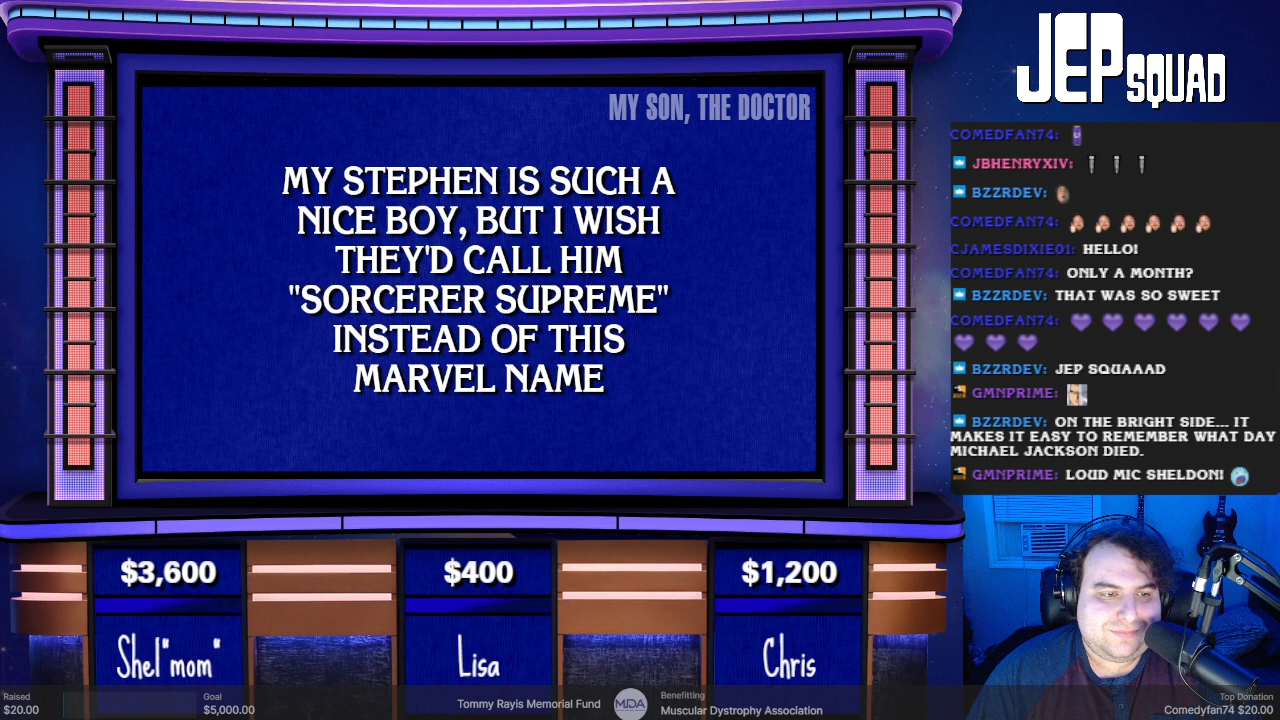 JEP SQUAD
MY SON, THE DOCTOR
MY STEPHEN IS SUCH A
NICE BOY, BUT I WISH
THEY'D CALL HIM
"SORCERER SUPREME"
INSTEAD OF THIS
MARVEL NAME
COMEDFAN74:
JBHENRYXIV:
BZZRDEV:
COMEDFAN74:
CJAMESDIXIE01: HELLO!
COMEDFAN74: ONLY A MONTH?
BZZRDEV: THAT WAS SO SWEET
COMEDFAN74:
BZZRDEV: JEP SQUAAAD
GMNPRIME:
BZZRDEV: ON THE BRIGHT SIDE... IT
MAKES IT EASY TO REMEMBER WHAT DAY
MICHAEL JACKSON DIED.
GMNPRIME: LOUD MIC SHELDON!
$3,600
$400
$1,200
Shel"mom"
Lisa
Chris
Raised
$20.00
Goal
$5,000.00
Tommy Rayis Memorial Fund
MDA
Benefitting
Muscular Dystrophy Association
Top Donation
Comedyfan74 $20.00